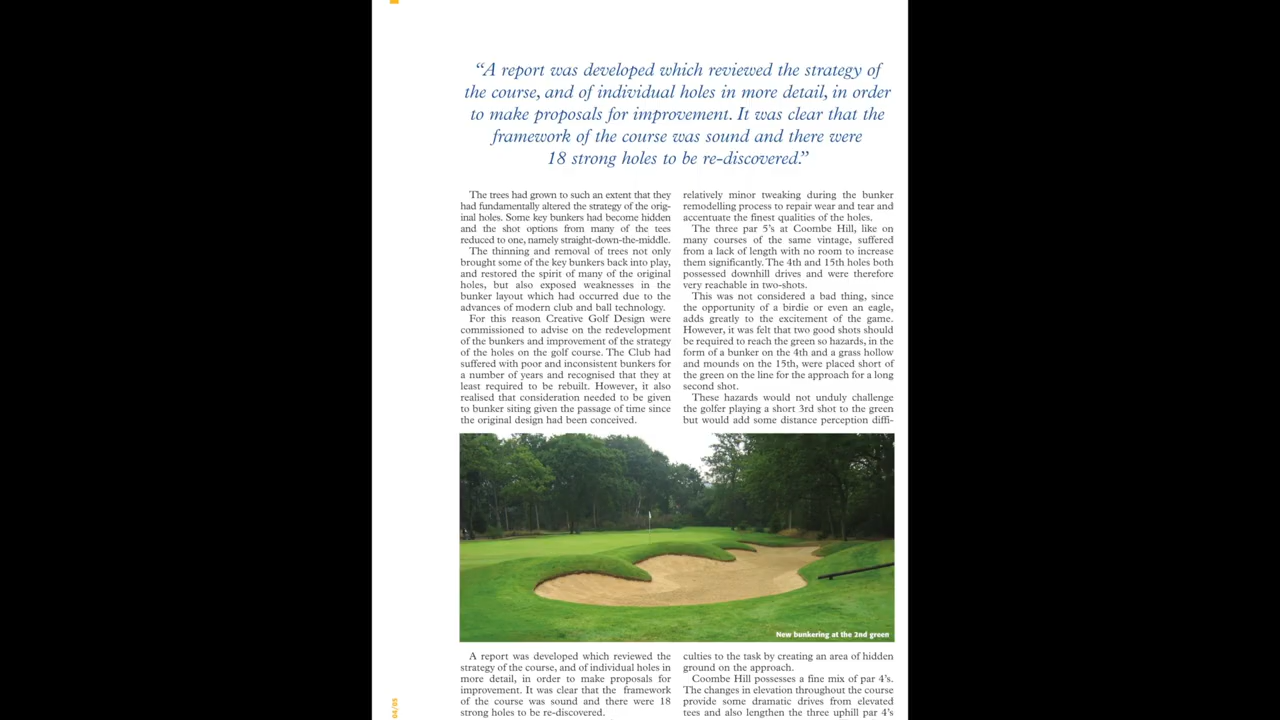 “A report was developed which reviewed the strategy of
the course, and of individual holes in more detail, in order
to make proposals for improvement. It was clear that the
framework of the course was sound and there were
18 strong holes to be re-discovered.”
The trees had grown to such an extent that they
had fundamentally altered the strategy of the orig-
inal holes. Some key bunkers had become hidden
and the shot options from many of the tees
reduced to one, namely straight-down-the-middle.
The thinning and removal of trees not only
brought some of the key bunkers back into play,
and restored the spirit of many of the original
holes, but also exposed weaknesses in the
bunker layout which had occurred due to the
advances of modern club and ball technology.
For this reason Creative Golf Design were
commissioned to advise on the redevelopment
of the bunkers and improvement of the strategy
of the holes on the golf course. The Club had
suffered with poor and inconsistent bunkers for
a number of years and recognised that they at
least required to be rebuilt. However, it also
realised that consideration needed to be given
to bunker siting given the passage of time since
the original design had been conceived.
relatively minor tweaking during the bunker
remodelling process to repair wear and tear and
accentuate the finest qualities of the holes.
The three par 5’s at Coombe Hill, like on
many courses of the same vintage, suffered
from a lack of length with no room to increase
them significantly. The 4th and 15th holes both
possessed downhill drives and were therefore
very reachable in two-shots.
This was not considered a bad thing, since
the opportunity of a birdie or even an eagle,
adds greatly to the excitement of the game.
However, it was felt that two good shots should
be required to reach the green so hazards, in the
form of a bunker on the 4th and a grass hollow
and mounds on the 15th, were placed short of
the green on the line for the approach for a long
second shot.
These hazards would not unduly challenge
the golfer playing a short 3rd shot to the green
but would add some distance perception diffi-
New bunkering at the 2nd green
A report was developed which reviewed the
strategy of the course, and of individual holes in
more detail, in order to make proposals for
improvement. It was clear that the framework
of the course was sound and there were 18
strong holes to be re-discovered.
culties to the task by creating an area of hidden
ground on the approach.
Coombe Hill possesses a fine mix of par 4’s.
The changes in elevation throughout the course
provide some dramatic drives from elevated
tees and also lengthen the three uphill par 4’s
04/05